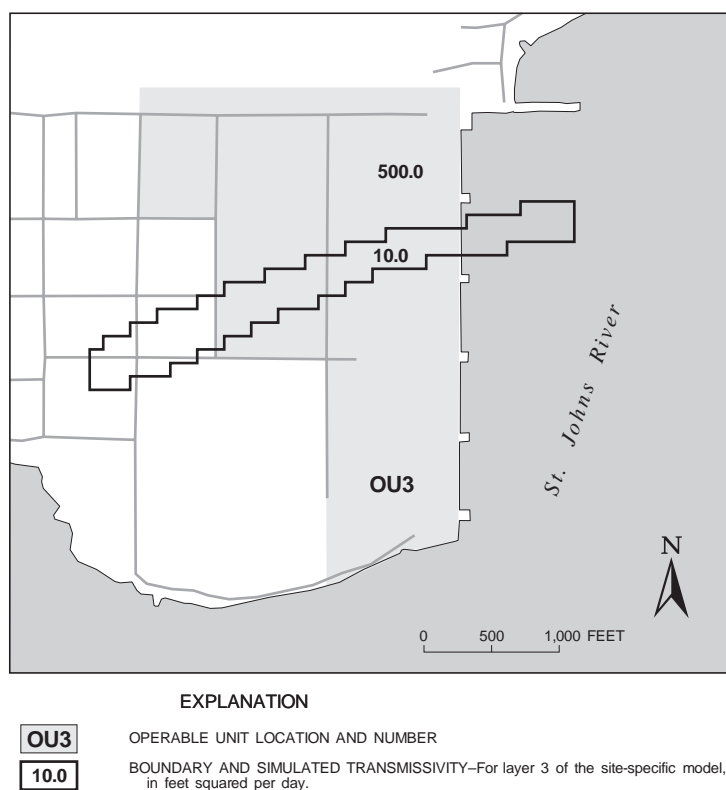 500.0
10.0
St. Johns River
OU3
N
0 500 1,000 FEET
EXPLANATION
OU3 OPERABLE UNIT LOCATION AND NUMBER
10.0 BOUNDARY AND SIMULATED TRANSMISSIVITY–For layer 3 of the site-specific model,
in feet squared per day.